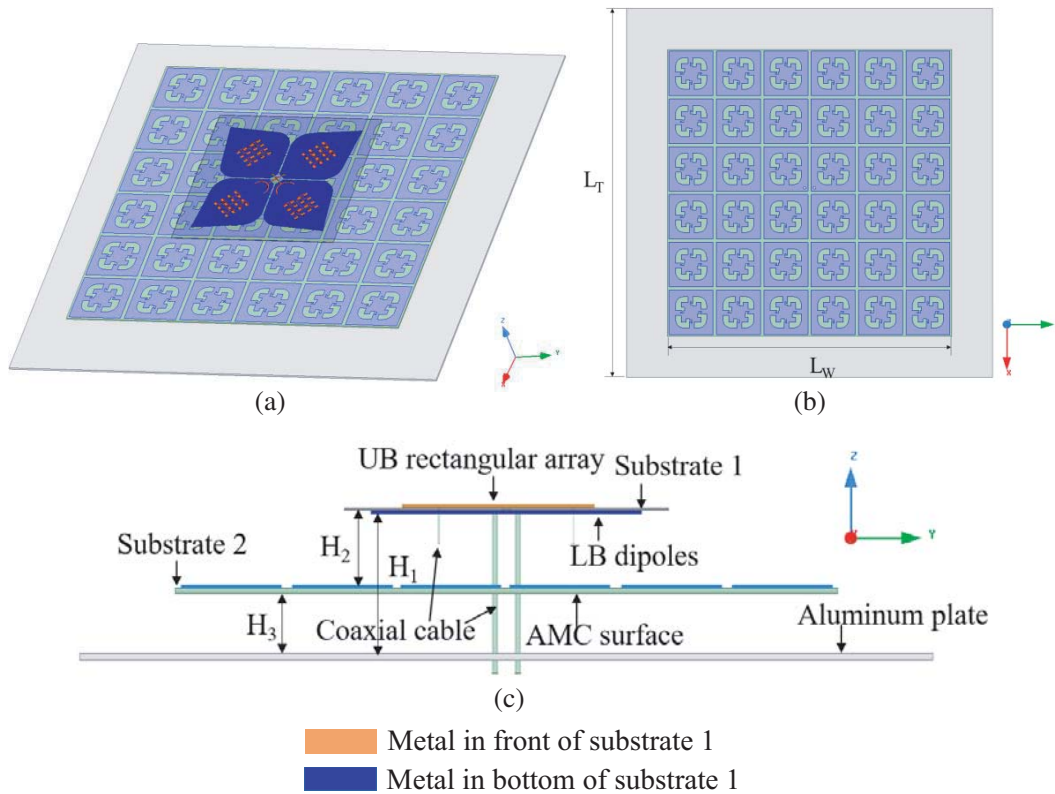 Z
Y
X
(a)
L_T
L_W
Y
X
(b)
UB rectangular array
Substrate 1
Substrate 2
H_2
H_1
LB dipoles
H_3
Coaxial cable
AMC surface
Aluminum plate
Z
Y
(c)
Metal in front of substrate 1
Metal in bottom of substrate 1